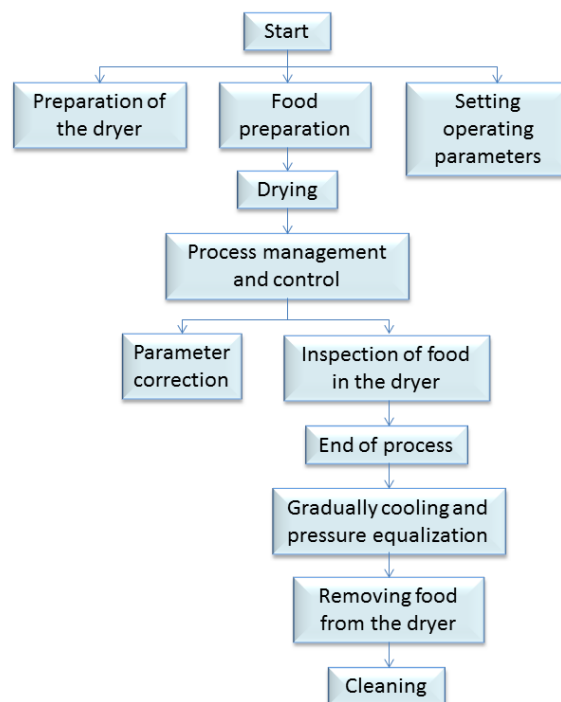 Start
Preparation of
the dryer
Food
preparation
Setting
operating
parameters
Drying
Process management
and control
Parameter
correction
Inspection of food
in the dryer
End of process
Gradually cooling and
pressure equalization
Removing food
from the dryer
Cleaning